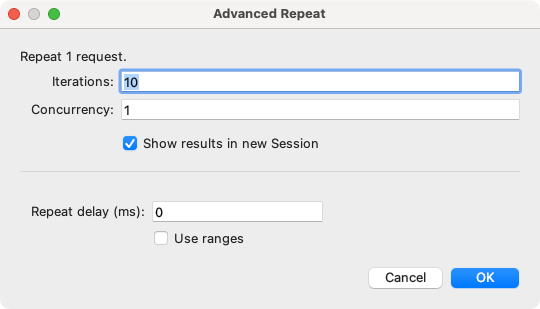 Advanced Repeat
Repeat 1 request.
Iterations: 10
Concurrency: 1
Show results in new Session
Repeat delay (ms): 0
Use ranges
Cancel OK